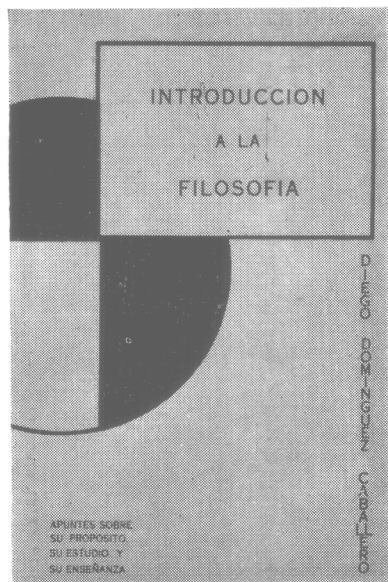 INTRODUCCION
A LA
FILOSOFIA
DIEGO DOMINGUEZ CABALLERO
APUNTES SOBRE
SU PROPOSITO,
SU ESTUDIO Y
SU ENSEÑANZA